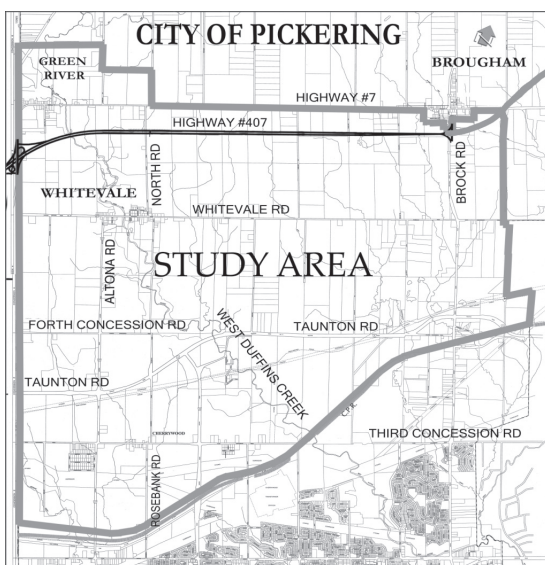 CITY OF PICKERING
GREEN
RIVER
BROUGHAM
HIGHWAY #7
HIGHWAY #407
NORTH RD
BROCK RD
WHITEVALE
WHITEVALE RD
ALTONA RD
STUDY AREA
WEST DUFFINS CREEK
FORTH CONCESSION RD
TAUNTON RD
TAUNTON RD
C.P.R.
CHERRYWOOD
THIRD CONCESSION RD
ROSEBANK RD